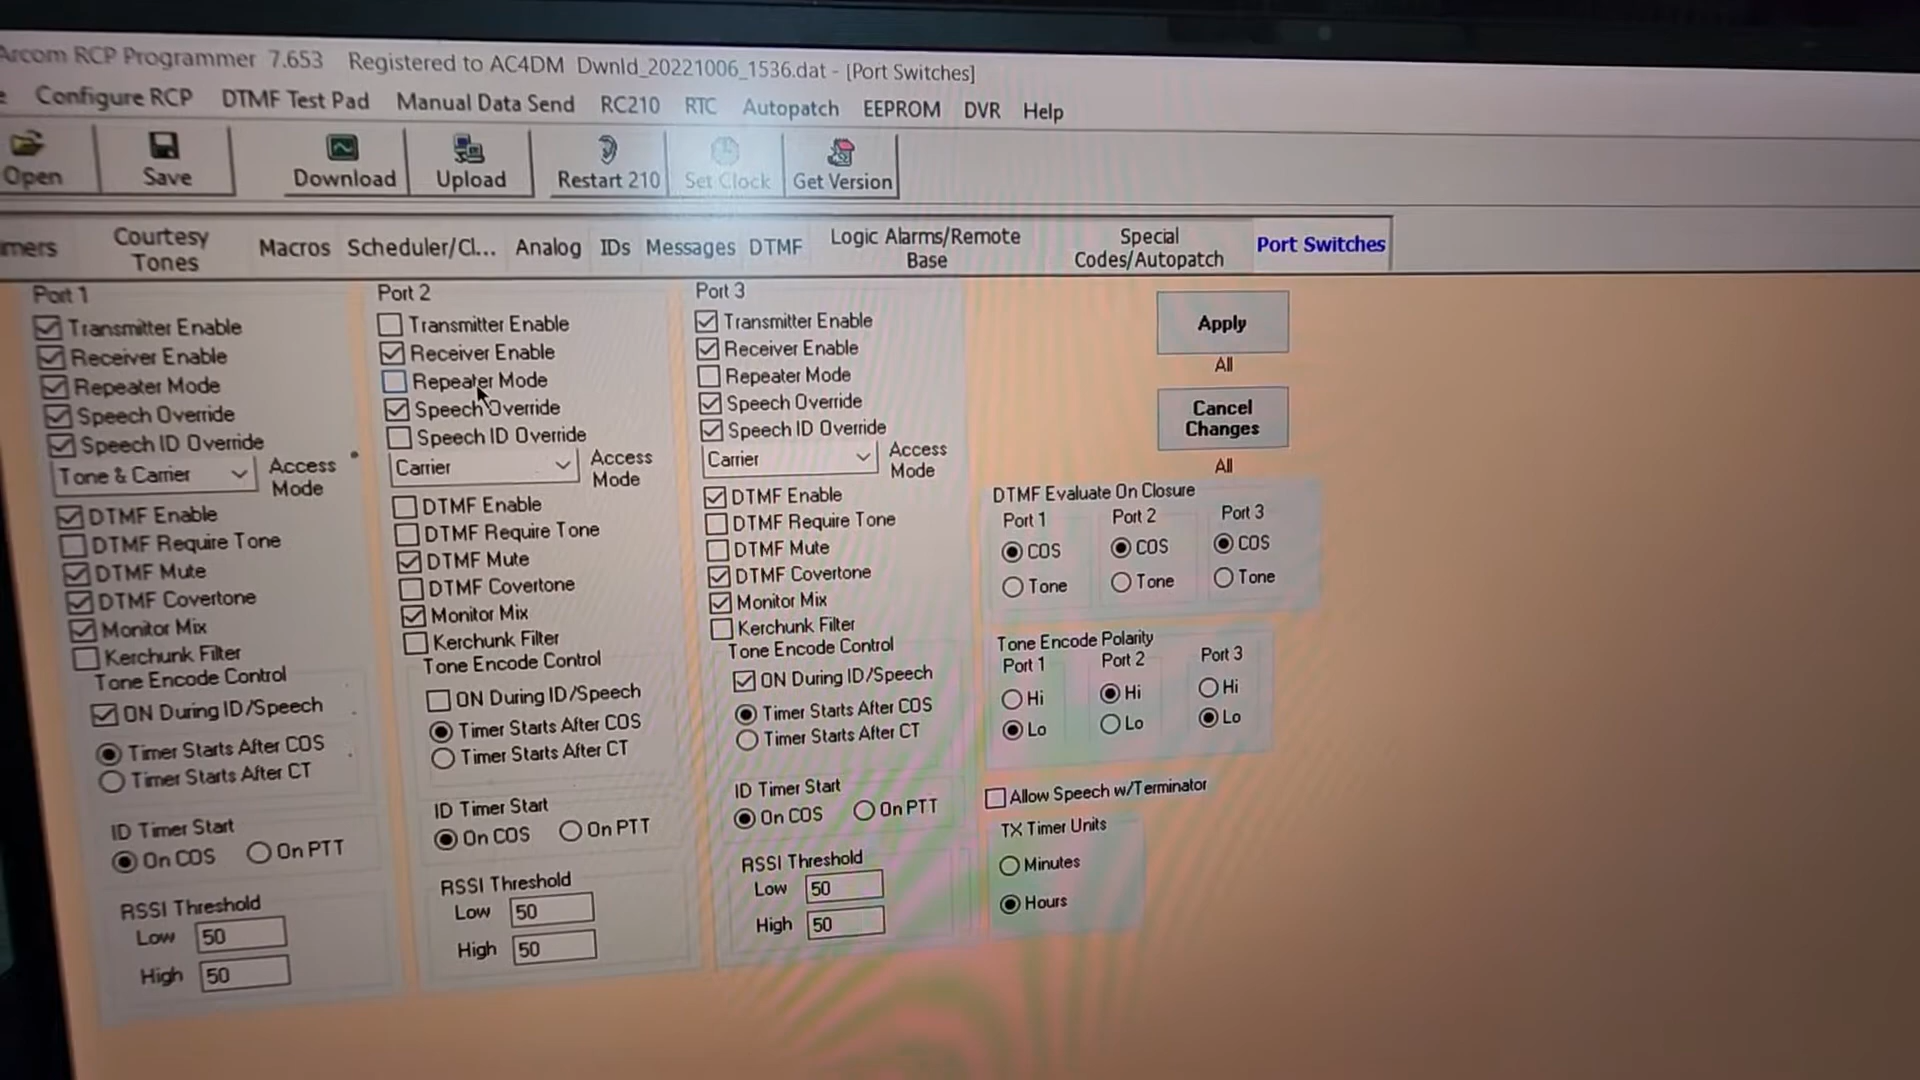 Arcom RCP Programmer 7.653 Registered to AC4DM Dwnld_20221006_1536.dat - [Port Switches]
Configure RCP DTMF Test Pad Manual Data Send RC210 RTC Autopatch EEPROM DVR Help
Open Save Download Upload Restart 210 Set Clock Get Version
imers Courtesy Tones Macros Scheduler/Cl... Analog IDs Messages DTMF Logic Alarms/Remote Base Special Codes/Autopatch Port Switches
Port 1
Transmitter Enable
Receiver Enable
Repeater Mode
Speech Override
Speech ID Override
Tone & Carrier Access Mode
DTMF Enable
DTMF Require Tone
DTMF Mute
DTMF Covertone
Monitor Mix
Kerchunk Filter
Tone Encode Control
ON During ID/Speech
Timer Starts After COS
Timer Starts After CT
ID Timer Start
On COS On PTT
RSSI Threshold
Low 50
High 50
Port 2
Transmitter Enable
Receiver Enable
Repeater Mode
Speech Override
Speech ID Override
Carrier Access Mode
DTMF Enable
DTMF Require Tone
DTMF Mute
DTMF Covertone
Monitor Mix
Kerchunk Filter
Tone Encode Control
ON During ID/Speech
Timer Starts After COS
Timer Starts After CT
ID Timer Start
On COS On PTT
RSSI Threshold
Low 50
High 50
Port 3
Transmitter Enable
Receiver Enable
Repeater Mode
Speech Override
Speech ID Override
Carrier Access Mode
DTMF Enable
DTMF Require Tone
DTMF Mute
DTMF Covertone
Monitor Mix
Kerchunk Filter
Tone Encode Control
ON During ID/Speech
Timer Starts After COS
Timer Starts After CT
ID Timer Start
On COS On PTT
RSSI Threshold
Low 50
High 50
Apply
All
Cancel
Changes
All
DTMF Evaluate On Closure
Port 1 Port 2 Port 3
COS COS COS
Tone Tone Tone
Tone Encode Polarity
Port 1 Port 2 Port 3
Hi Hi Hi
Lo Lo Lo
Allow Speech w/Terminator
TX Timer Units
Minutes
Hours